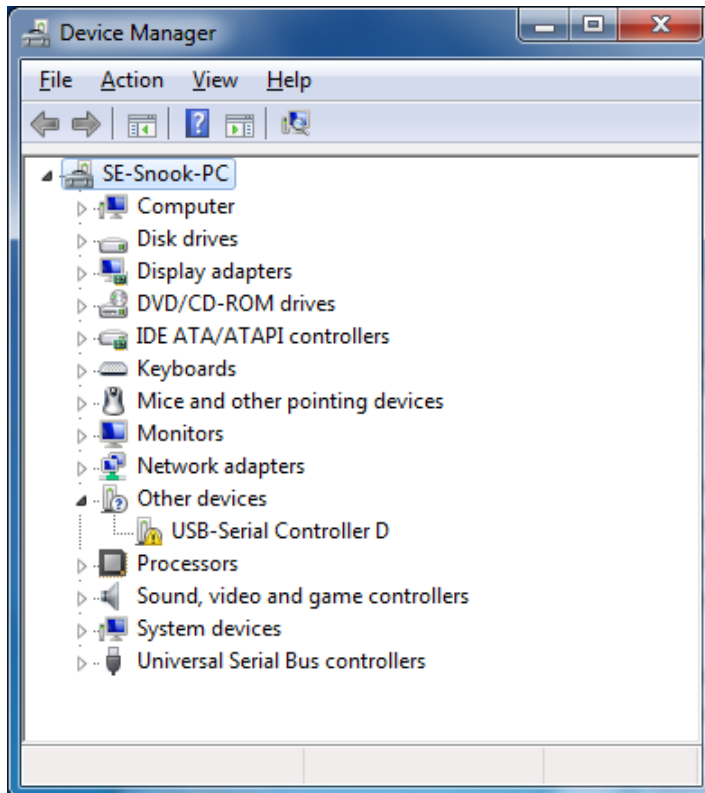 Device Manager
File Action View Help
SE-Snook-PC
Computer
Disk drives
Display adapters
DVD/CD-ROM drives
IDE ATA/ATAPI controllers
Keyboards
Mice and other pointing devices
Monitors
Network adapters
Other devices
USB-Serial Controller D
Processors
Sound, video and game controllers
System devices
Universal Serial Bus controllers